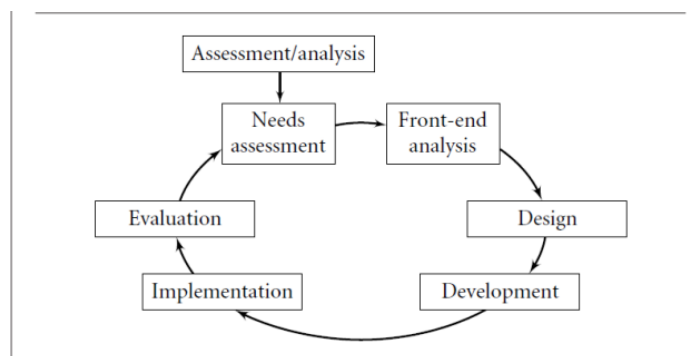 Assessment/analysis
Needs
assessment
Front-end
analysis
Evaluation
Design
Implementation
Development